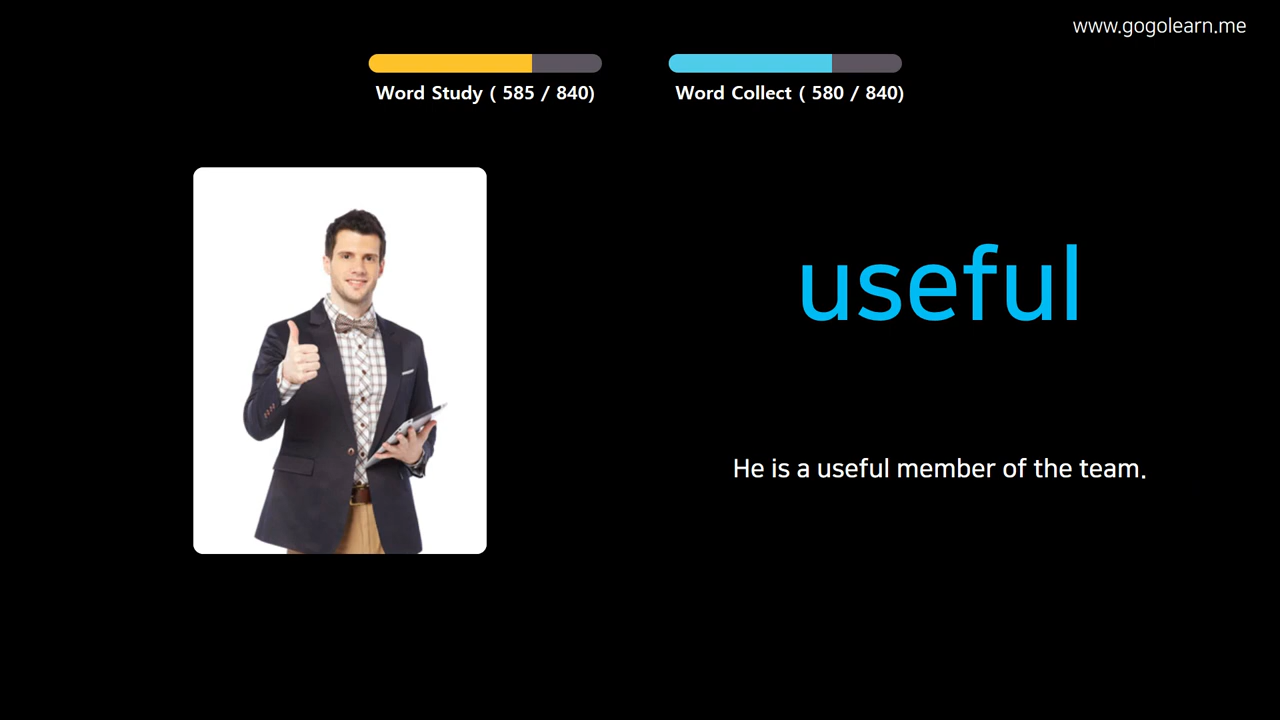 www.gogolearn.me
Word Study ( 585 / 840)
Word Collect ( 580 / 840)
useful
He is a useful member of the team.